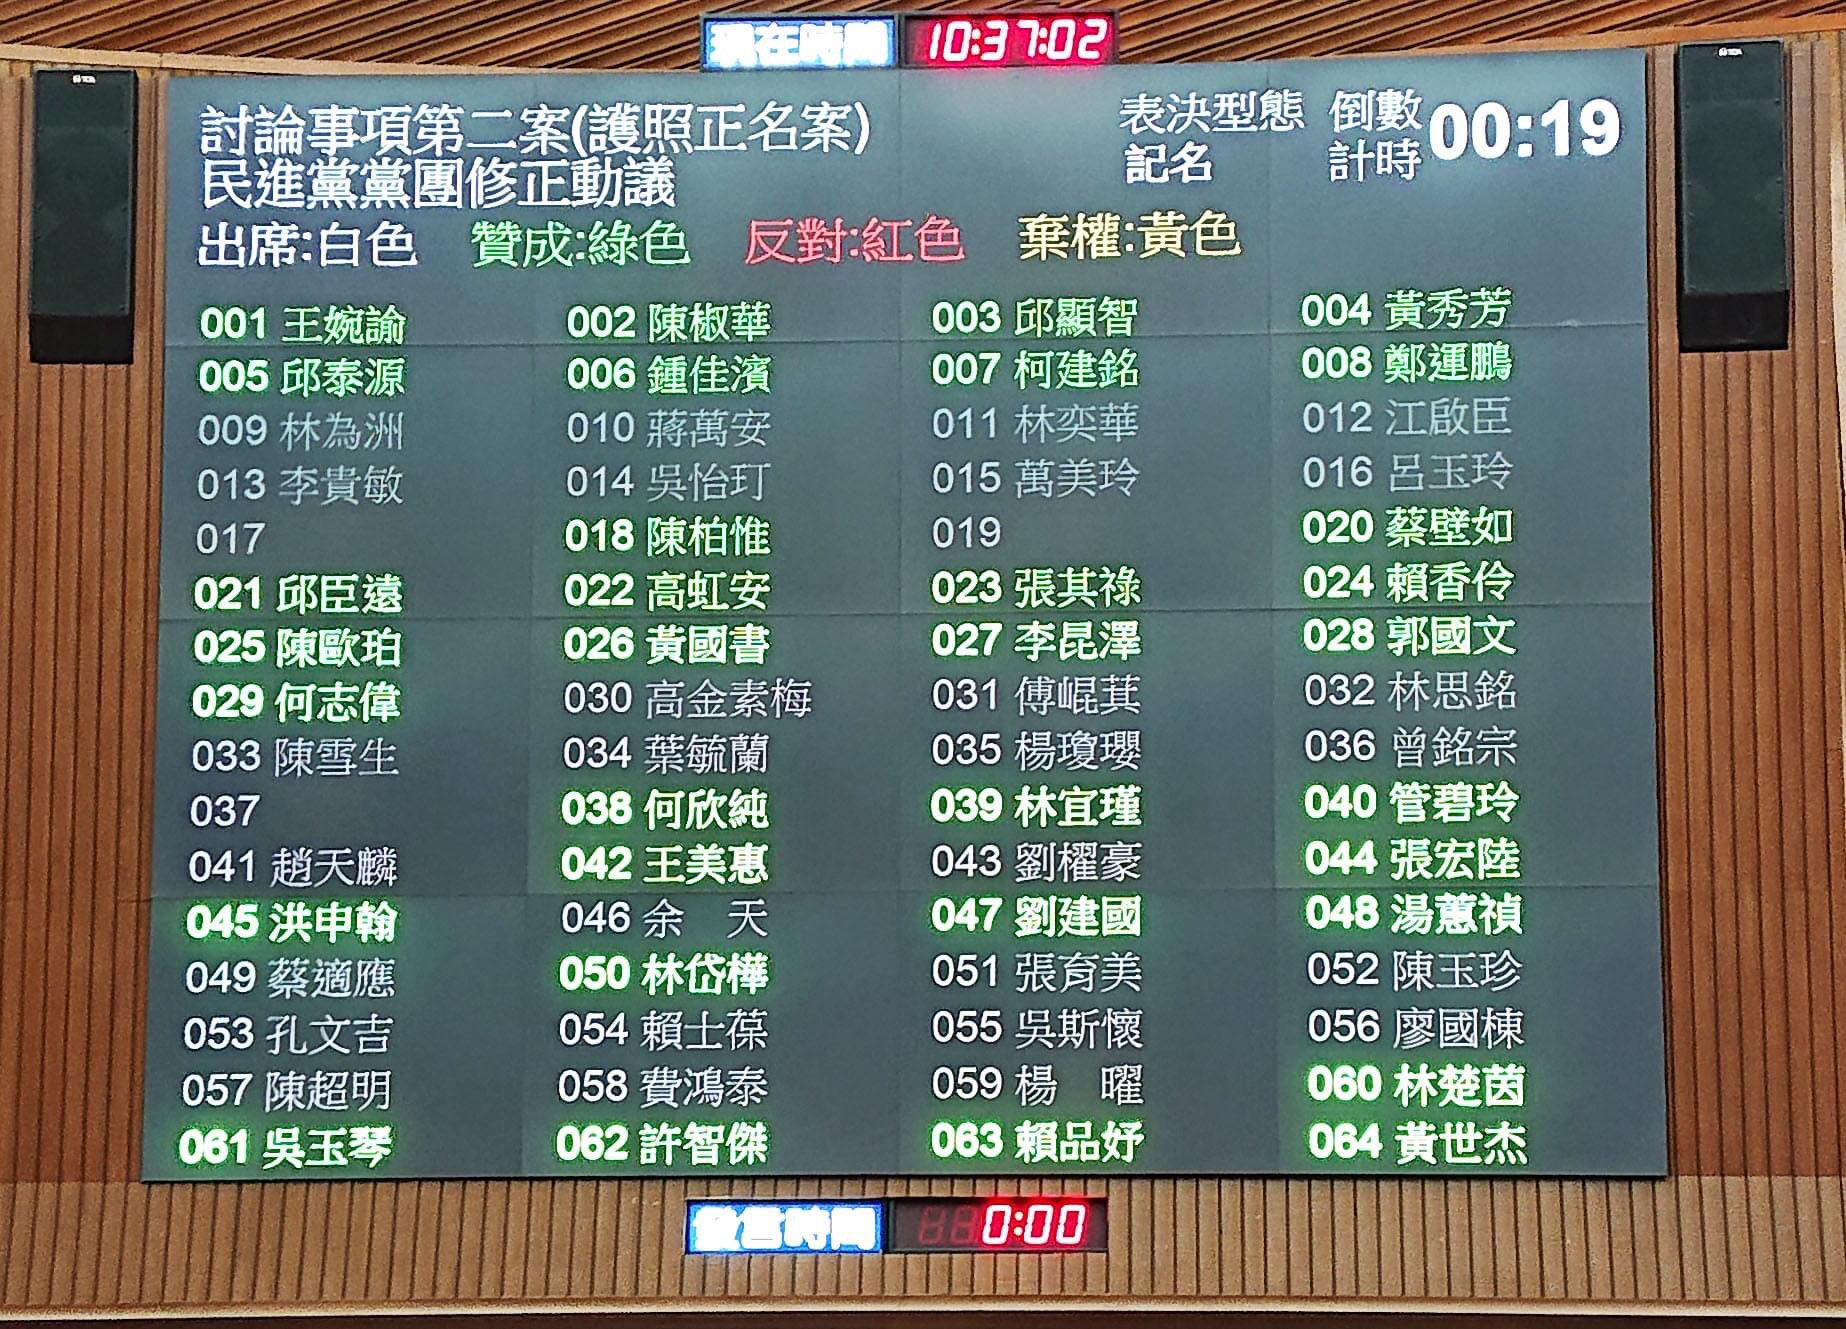 現在時間 10:37:02
討論事項第二案(護照正名案)
民進黨黨團修正動議
表決型態 記名
倒數計時 00:19
出席:白色 贊成:綠色 反對:紅色 棄權:黃色
001 王婉諭 002 陳椒華 003 邱顯智 004 黃秀芳
005 邱泰源 006 鍾佳濱 007 柯建銘 008 鄭運鵬
009 林為洲 010 蔣萬安 011 林奕華 012 江啟臣
013 李貴敏 014 吳怡玎 015 萬美玲 016 呂玉玲
017 018 陳柏惟 019 020 蔡壁如
021 邱臣遠 022 高虹安 023 張其祿 024 賴香伶
025 陳歐珀 026 黃國書 027 李昆澤 028 郭國文
029 何志偉 030 高金素梅 031 傅崐萁 032 林思銘
033 陳雪生 034 葉毓蘭 035 楊瓊瓔 036 曾銘宗
037 038 何欣純 039 林宜瑾 040 管碧玲
041 趙天麟 042 王美惠 043 劉櫂豪 044 張宏陸
045 洪申翰 046 余　天 047 劉建國 048 湯蕙禎
049 蔡適應 050 林岱樺 051 張育美 052 陳玉珍
053 孔文吉 054 賴士葆 055 吳斯懷 056 廖國棟
057 陳超明 058 費鴻泰 059 楊　曜 060 林楚茵
061 吳玉琴 062 許智傑 063 賴品妤 064 黃世杰
發言時間 0:00